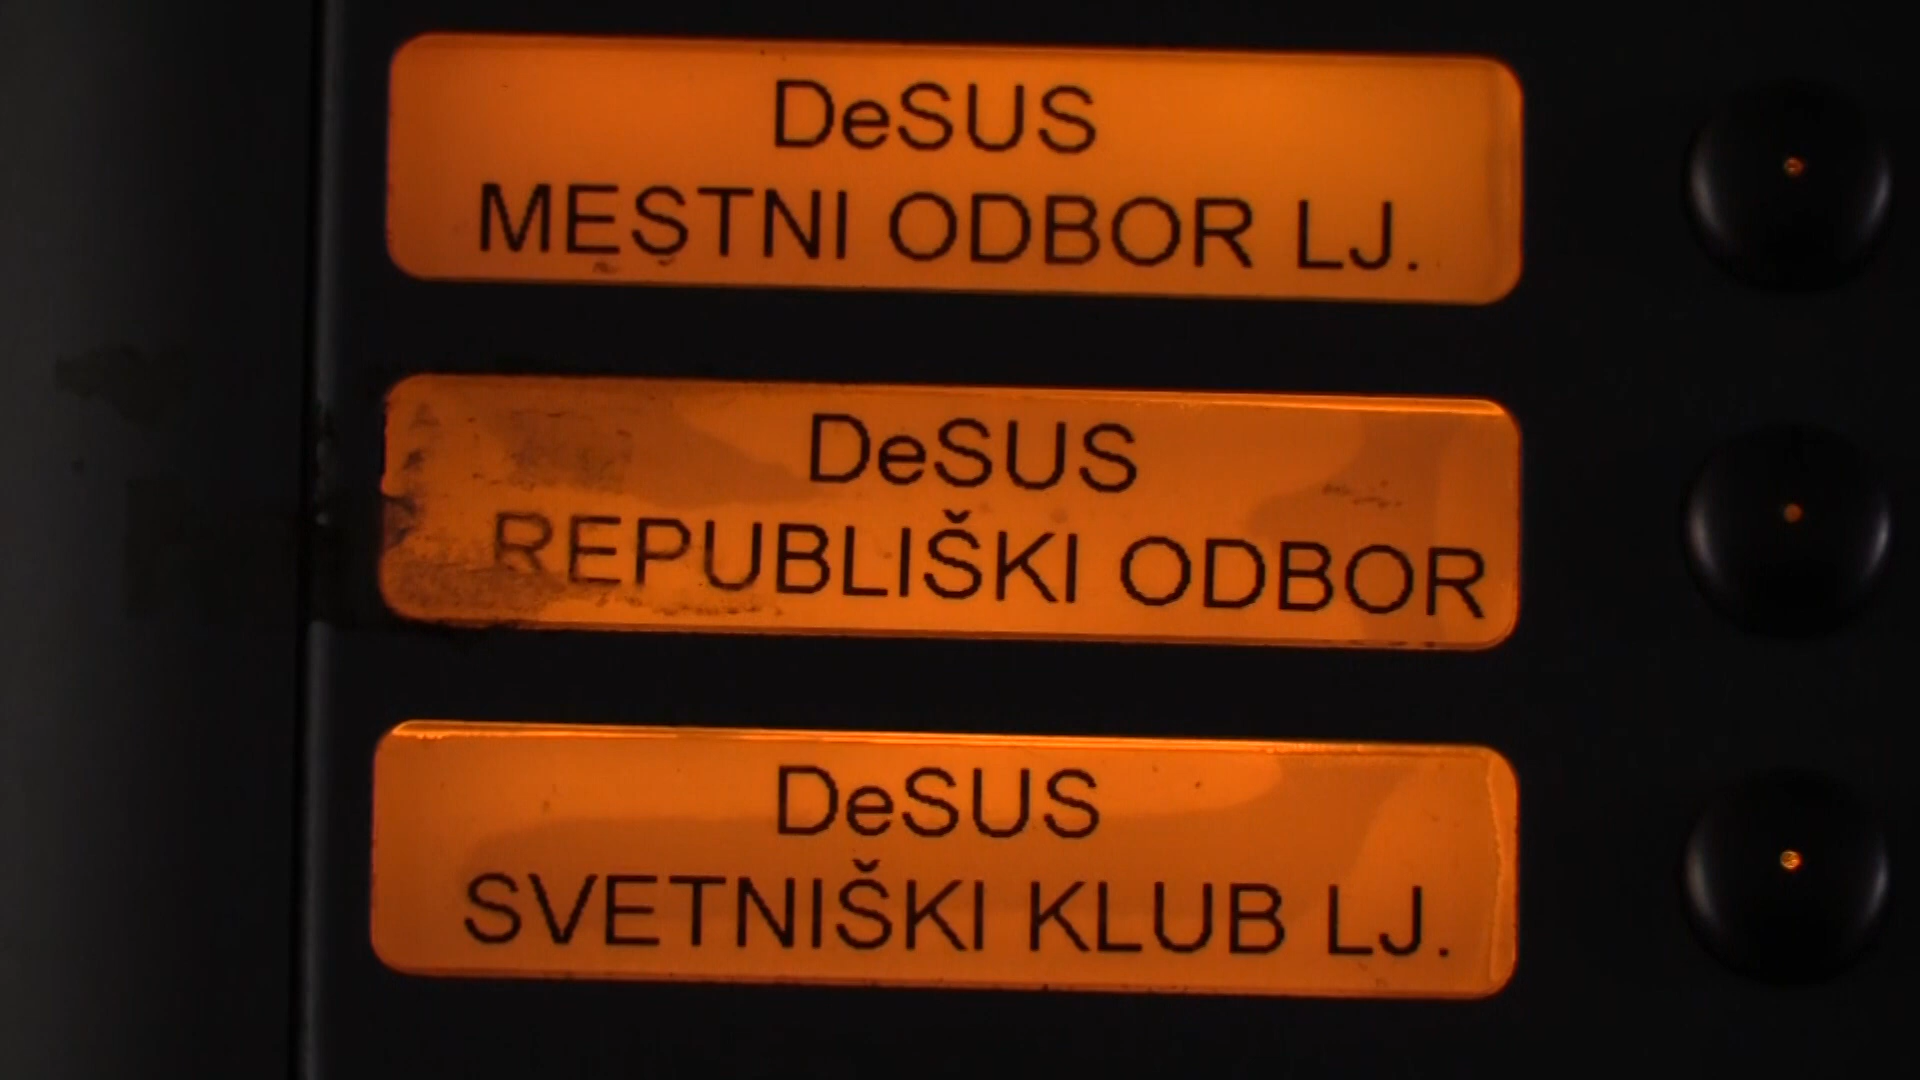 DeSUS
MESTNI ODBOR LJ.
DeSUS
REPUBLIŠKI ODBOR
DeSUS
SVETNIŠKI KLUB LJ.